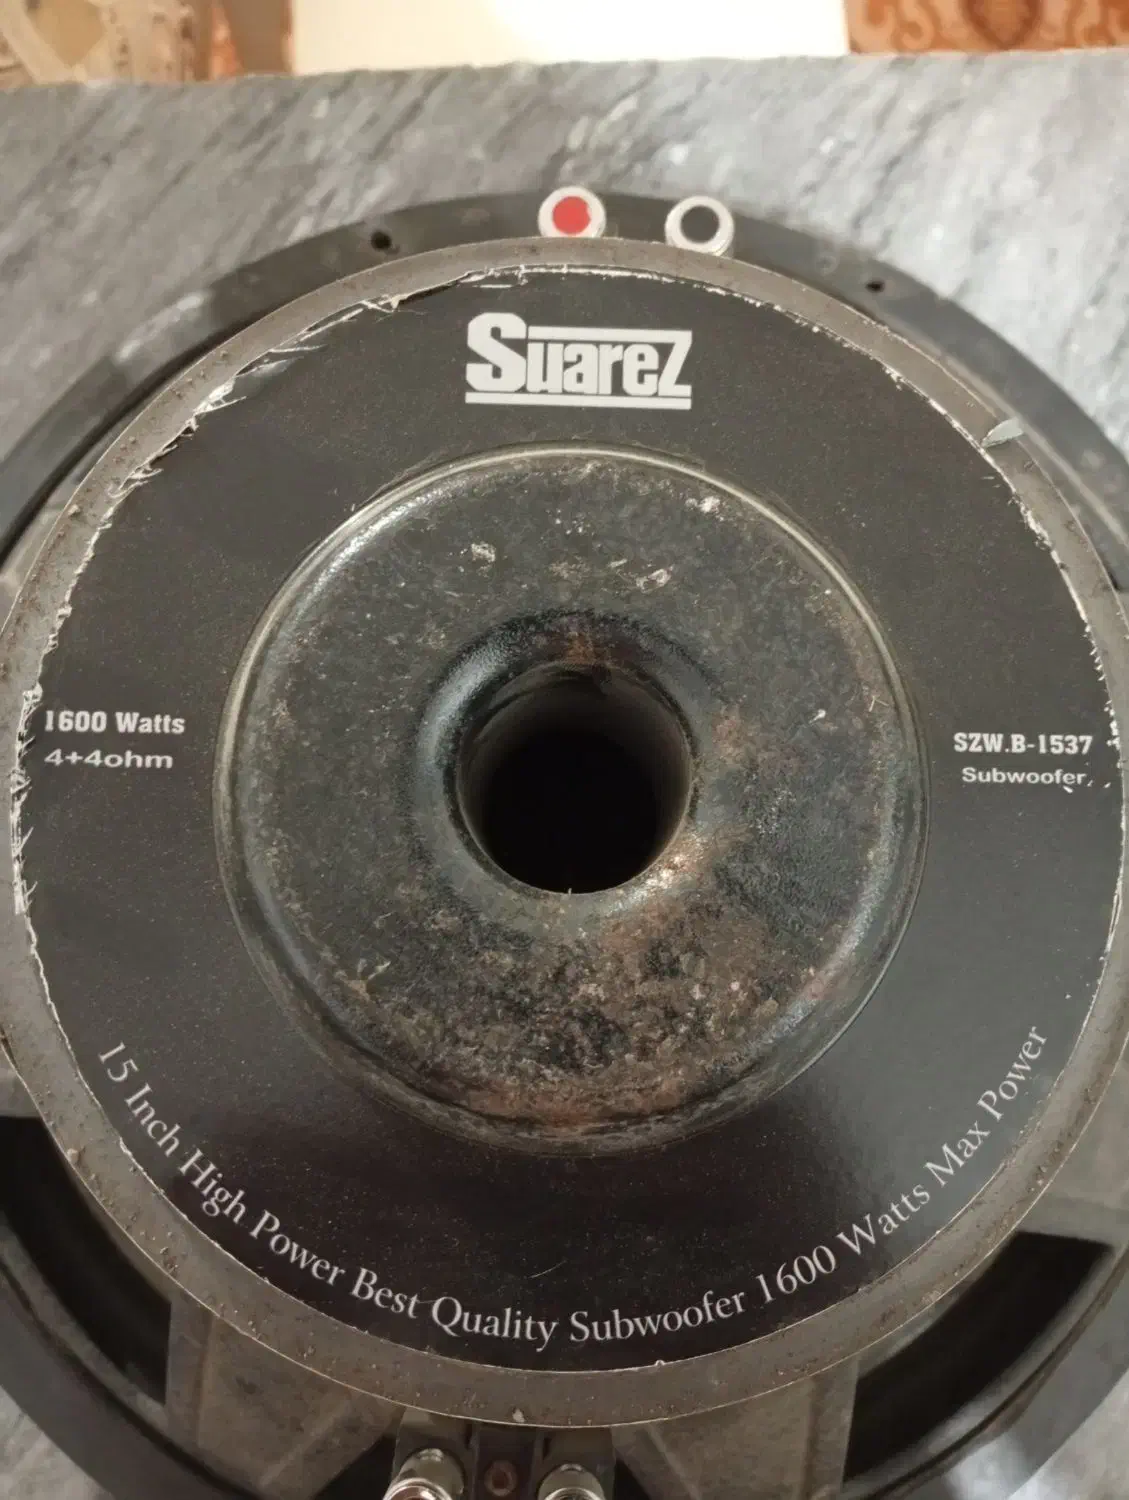 SuareZ
1600 Watts
4+4ohm
SZW.B-1537
Subwoofer
15 Inch High Power Best Quality Subwoofer 1600 Watts Max Power